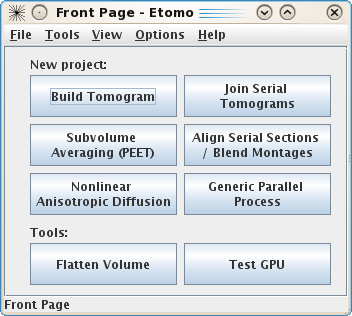 Front Page - Etomo
File Tools View Options Help
New project:
Build Tomogram
Join Serial
Tomograms
Subvolume
Averaging (PEET)
Align Serial Sections
/ Blend Montages
Nonlinear
Anisotropic Diffusion
Generic Parallel
Process
Tools:
Flatten Volume
Test GPU
Front Page